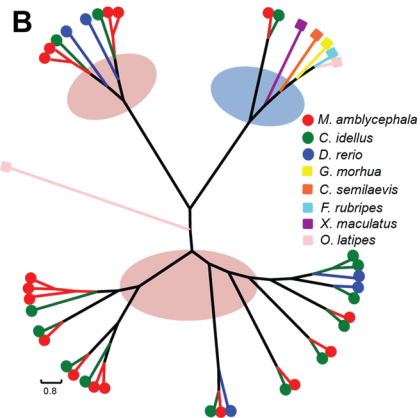 B
M. amblycephala
C. idellus
D. rerio
G. morhua
C. semilaevis
F. rubripes
X. maculatus
O. latipes
0.8